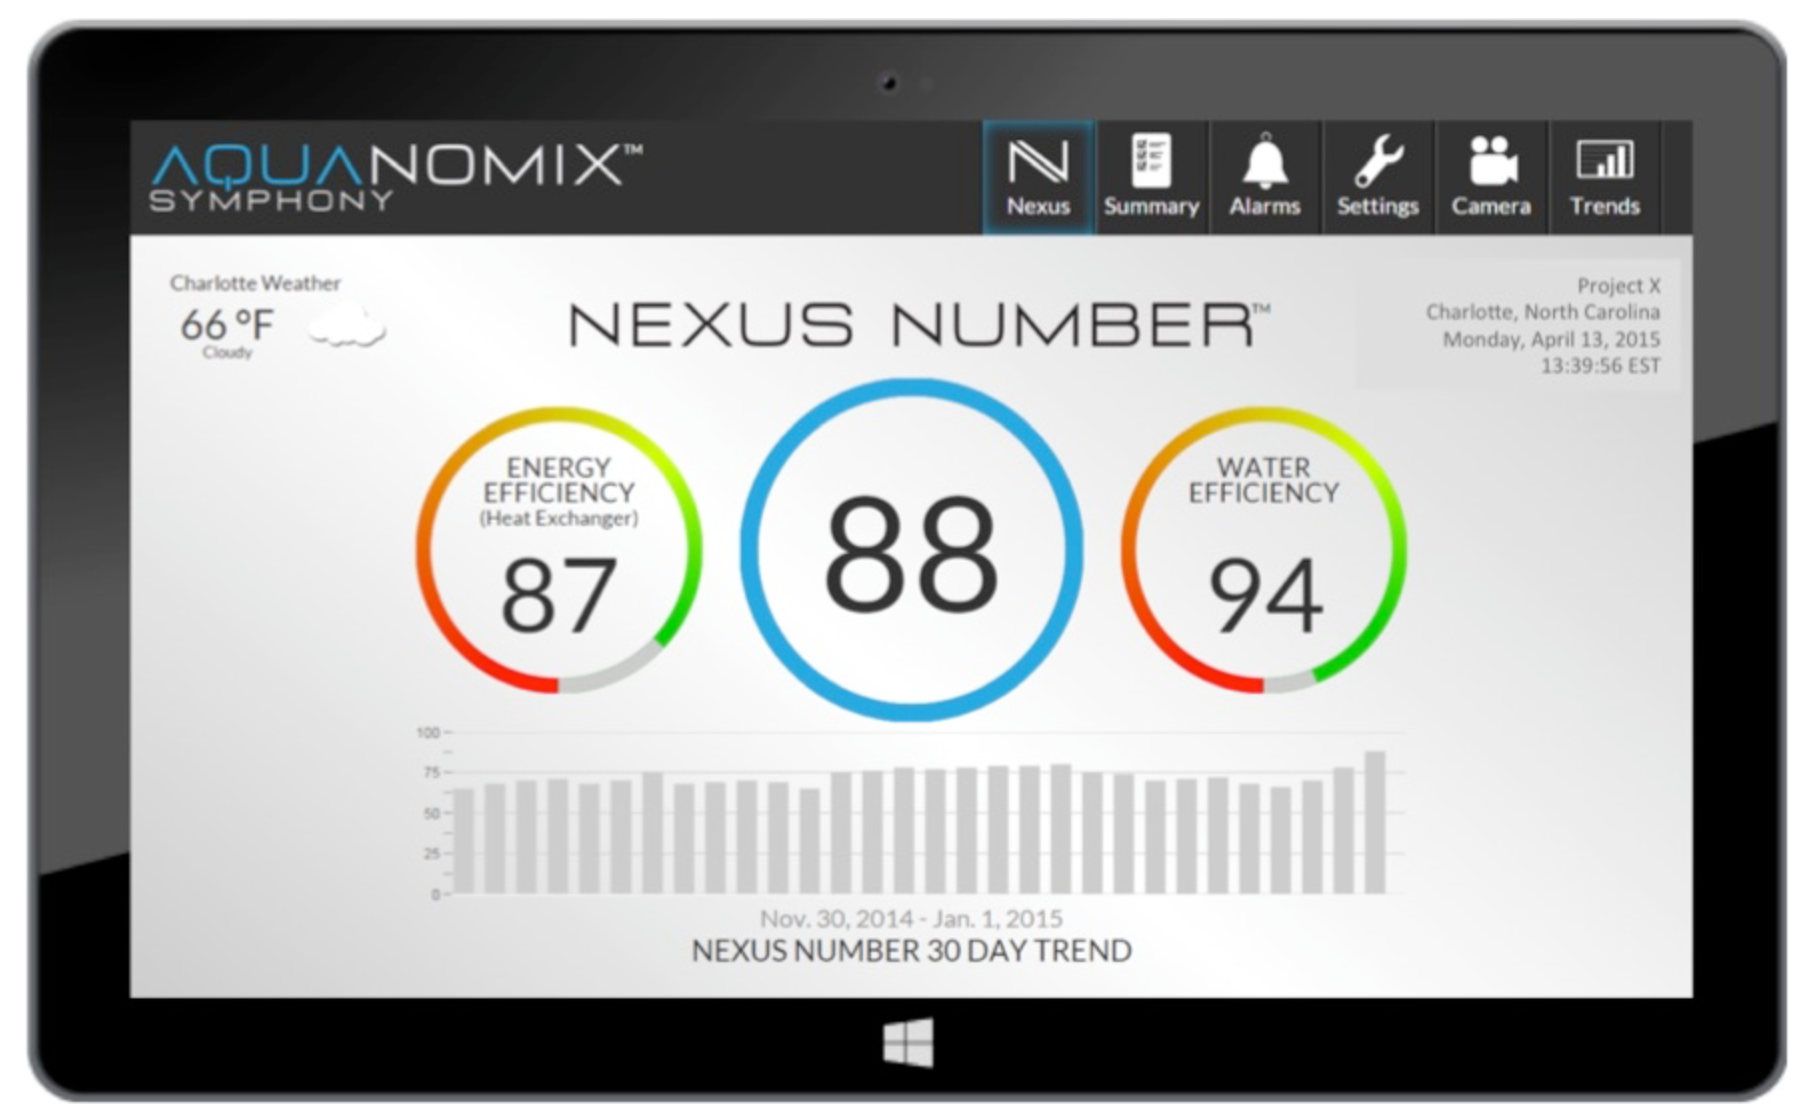 AQUANOMIX™
SYMPHONY
Nexus
Summary
Alarms
Settings
Camera
Trends
Charlotte Weather
66 °F
Cloudy
NEXUS NUMBER™
Project X
Charlotte, North Carolina
Monday, April 13, 2015
13:39:56 EST
ENERGY
EFFICIENCY
(Heat Exchanger)
87
88
WATER
EFFICIENCY
94
100
75
50
25
0
Nov. 30, 2014 - Jan. 1, 2015
NEXUS NUMBER 30 DAY TREND